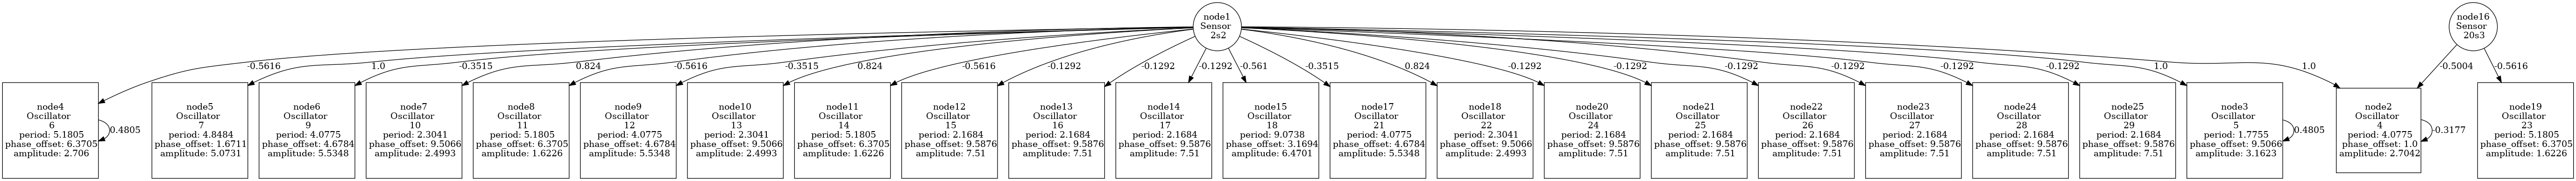 node1
Sensor
2s2
node16
Sensor
20s3
-0.5616
1.0
-0.3515
0.824
-0.5616
-0.3515
0.824
-0.5616
-0.1292
-0.1292
-0.1292
-0.561
-0.3515
0.824
-0.1292
-0.1292
-0.1292
-0.1292
-0.1292
-0.1292
1.0
1.0
-0.5004
-0.5616
node4
Oscillator
6
period: 5.1805
phase_offset: 6.3705
amplitude: 2.706
0.4805
node5
Oscillator
7
period: 4.8484
phase_offset: 1.6711
amplitude: 5.0731
node6
Oscillator
9
period: 4.0775
phase_offset: 4.6784
amplitude: 5.5348
node7
Oscillator
10
period: 2.3041
phase_offset: 9.5066
amplitude: 2.4993
node8
Oscillator
11
period: 5.1805
phase_offset: 6.3705
amplitude: 1.6226
node9
Oscillator
12
period: 4.0775
phase_offset: 4.6784
amplitude: 5.5348
node10
Oscillator
13
period: 2.3041
phase_offset: 9.5066
amplitude: 2.4993
node11
Oscillator
14
period: 5.1805
phase_offset: 6.3705
amplitude: 1.6226
node12
Oscillator
15
period: 2.1684
phase_offset: 9.5876
amplitude: 7.51
node13
Oscillator
16
period: 2.1684
phase_offset: 9.5876
amplitude: 7.51
node14
Oscillator
17
period: 2.1684
phase_offset: 9.5876
amplitude: 7.51
node15
Oscillator
18
period: 9.0738
phase_offset: 3.1694
amplitude: 6.4701
node17
Oscillator
21
period: 4.0775
phase_offset: 4.6784
amplitude: 5.5348
node18
Oscillator
22
period: 2.3041
phase_offset: 9.5066
amplitude: 2.4993
node20
Oscillator
24
period: 2.1684
phase_offset: 9.5876
amplitude: 7.51
node21
Oscillator
25
period: 2.1684
phase_offset: 9.5876
amplitude: 7.51
node22
Oscillator
26
period: 2.1684
phase_offset: 9.5876
amplitude: 7.51
node23
Oscillator
27
period: 2.1684
phase_offset: 9.5876
amplitude: 7.51
node24
Oscillator
28
period: 2.1684
phase_offset: 9.5876
amplitude: 7.51
node25
Oscillator
29
period: 2.1684
phase_offset: 9.5876
amplitude: 7.51
node3
Oscillator
5
period: 1.7755
phase_offset: 9.5066
amplitude: 3.1623
0.4805
node2
Oscillator
4
period: 4.0775
phase_offset: 1.0
amplitude: 2.7042
-0.3177
node19
Oscillator
23
period: 5.1805
phase_offset: 6.3705
amplitude: 1.6226